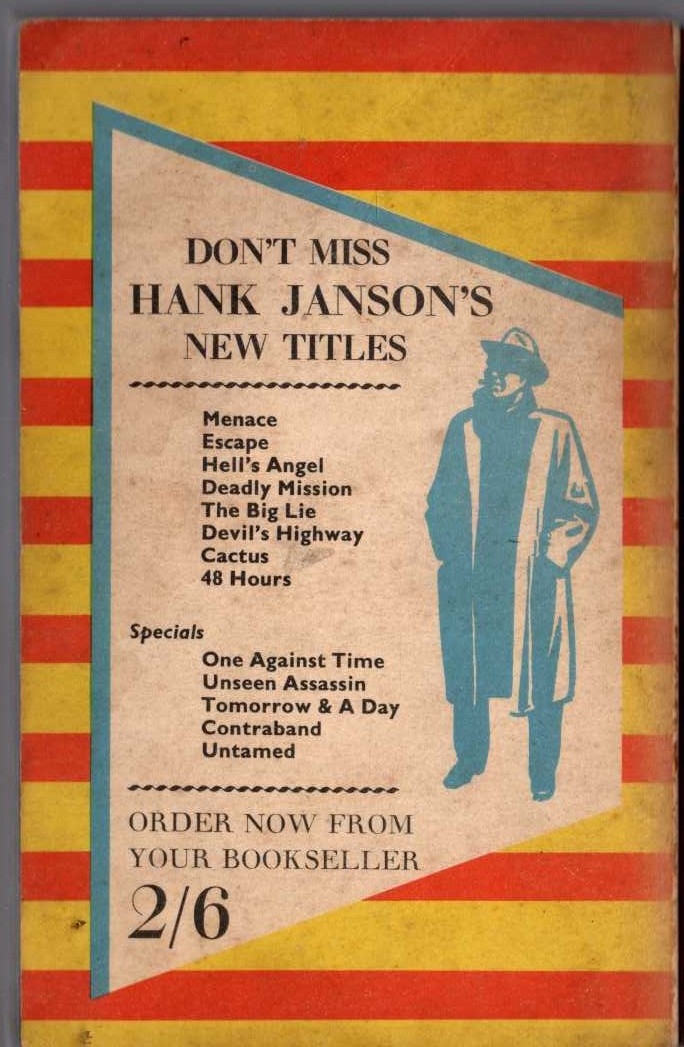 DON'T MISS
HANK JANSON'S
NEW TITLES
Menace
Escape
Hell's Angel
Deadly Mission
The Big Lie
Devil's Highway
Cactus
48 Hours
Specials
One Against Time
Unseen Assassin
Tomorrow & A Day
Contraband
Untamed
ORDER NOW FROM
YOUR BOOKSELLER
2/6